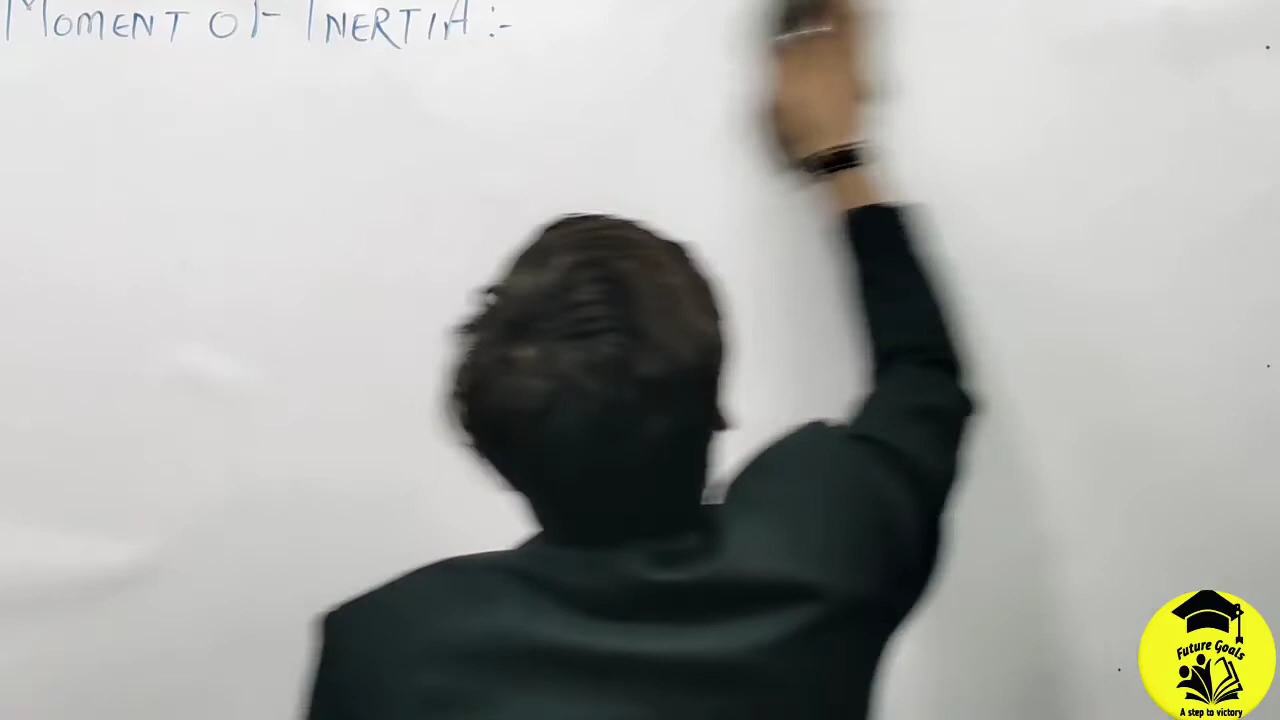 MOMENT OF INERTIA :-
Future Goals
A step to victory